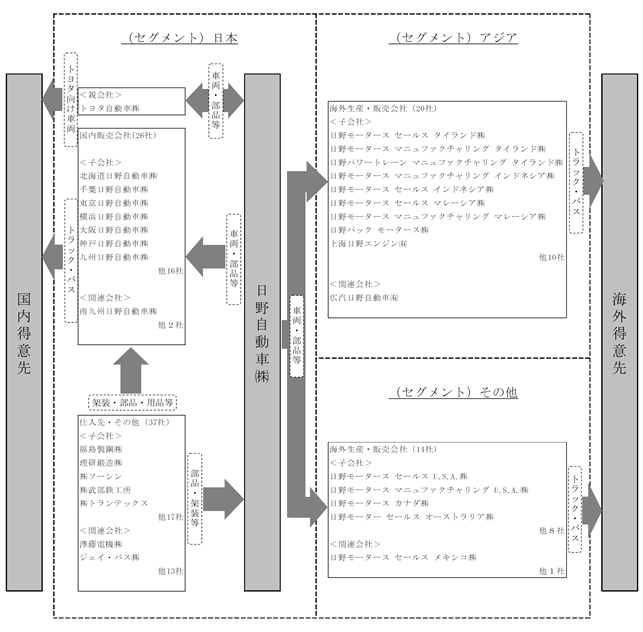 （セグメント）日本
（セグメント）アジア
トヨタ向け車両
＜親会社＞
トヨタ自動車㈱
車両・部品等
国内販売会社(26社)
＜子会社＞
北海道日野自動車㈱
千葉日野自動車㈱
東京日野自動車㈱
横浜日野自動車㈱
大阪日野自動車㈱
神戸日野自動車㈱
九州日野自動車㈱
他16社
＜関連会社＞
南九州日野自動車㈱
他２社
トラック・バス
車両・部品等
国内得意先
日野自動車㈱
架装・部品・用品等
仕入先・その他（37社）
＜子会社＞
福島製鋼㈱
理研鍛造㈱
㈱ソーシン
㈱武部鉄工所
㈱トランテックス
他17社
＜関連会社＞
澤藤電機㈱
ジェイ・バス㈱
他13社
部品・架装等
車両・部品等
海外生産・販売会社（20社）
＜子会社＞
日野モータース セールス タイランド㈱
日野モータース マニュファクチャリング タイランド㈱
日野パワートレーン マニュファクチャリング タイランド㈱
日野モータース マニュファクチャリング インドネシア㈱
日野モータース セールス インドネシア㈱
日野モータース セールス マレーシア㈱
日野モータース マニュファクチャリング マレーシア㈱
日野パック モータース㈱
上海日野エンジン㈲
他10社
＜関連会社＞
広汽日野自動車㈲
トラック・バス
海外得意先
（セグメント）その他
海外生産・販売会社（14社）
＜子会社＞
日野モータース セールス U.S.A.㈱
日野モータース マニュファクチャリング U.S.A.㈱
日野モータース カナダ㈱
日野モーター セールス オーストラリア㈱
他８社
＜関連会社＞
日野モータース セールス メキシコ㈱
他１社
トラック・バス